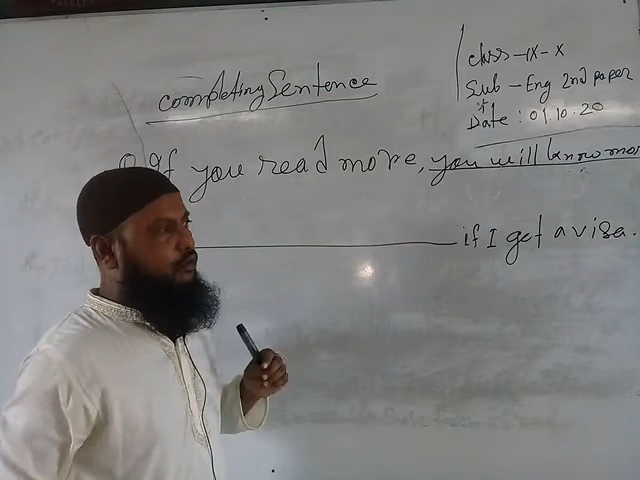 Completing Sentence
Class - IX - X
Sub - Eng 2nd paper
Date : 01.10.20
If you read more, you will know mor
if I get a visa.